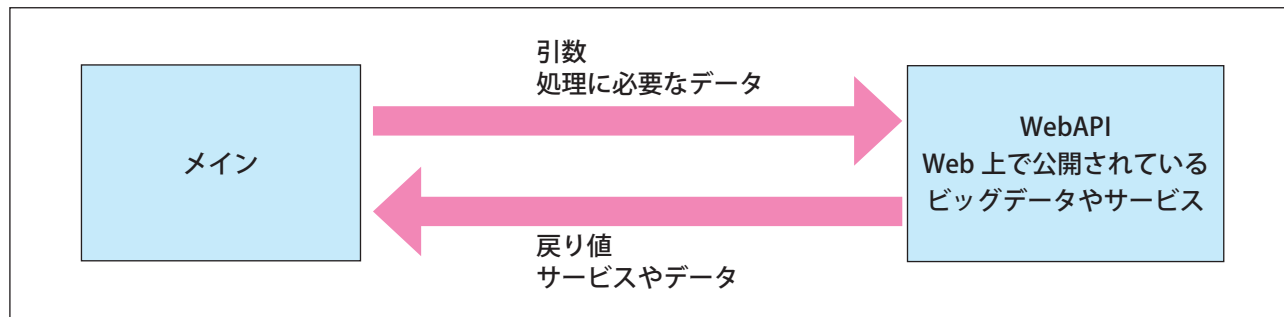 引数
処理に必要なデータ
メイン
WebAPI
Web 上で公開されている
ビッグデータやサービス
戻り値
サービスやデータ